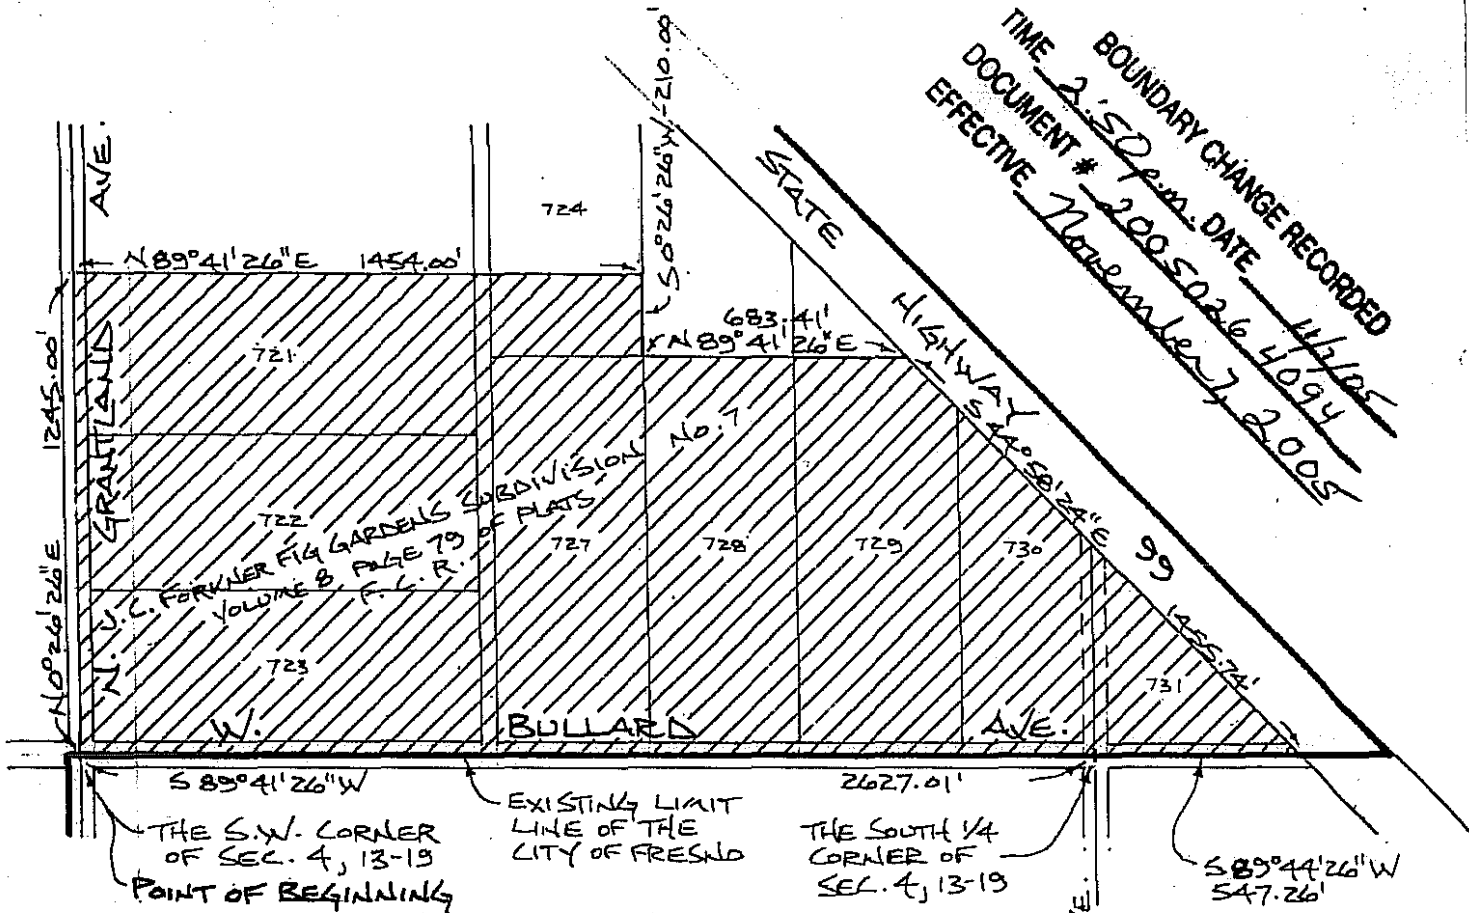 BOUNDARY CHANGE RECORDED
TIME 2:50 p.m. DATE 11/7/05
DOCUMENT # 2005026 4094
EFFECTIVE November 7, 2005
S 0°26'26"W - 210.00'
AVE.
724
STATE
N 89°41'26"E 1454.00'
683.41'
N 89°41'26"E
HIGHWAY
99
S 44°58'24"E
1455.74'
1245.00'
N 0°26'26"E
N. GRANTLAND
721
722
723
J.C. FORKNER FIG GARDENS SUBDIVISION No. 7
VOLUME 8 PAGE 79 OF PLATS
F. C. R.
727
728
729
730
731
W. BULLARD AVE.
S 89°41'26"W
2627.01'
THE S.W. CORNER
OF SEC. 4, 13-19
POINT OF BEGINNING
EXISTING LIMIT
LINE OF THE
CITY OF FRESNO
THE SOUTH 1/4
CORNER OF
SEC. 4, 13-19
S 89°44'26"W
547.26'